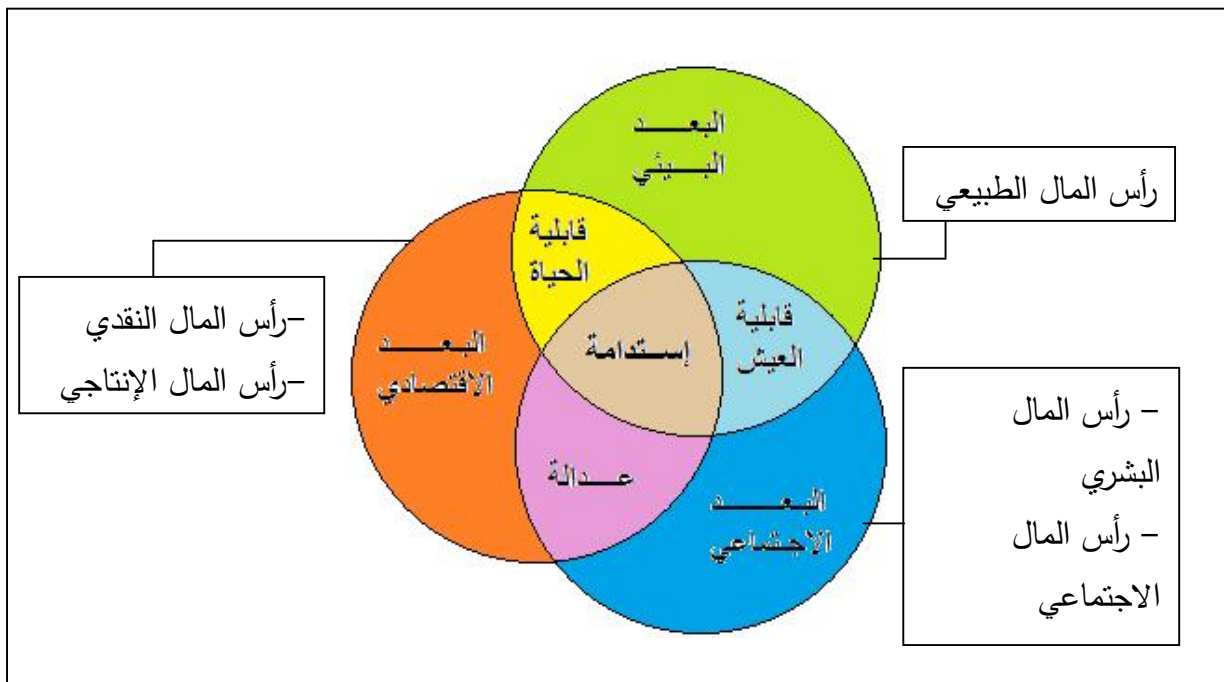 البعد
البيئي
رأس المال الطبيعي
قابلية
الحياة
-رأس المال النقدي
-رأس المال الإنتاجي
قابلية
العيش
إستدامة
البعد
الاقتصادي
- رأس المال
البشري
- رأس المال
الاجتماعي
عدالة
البعد
الاجتماعي